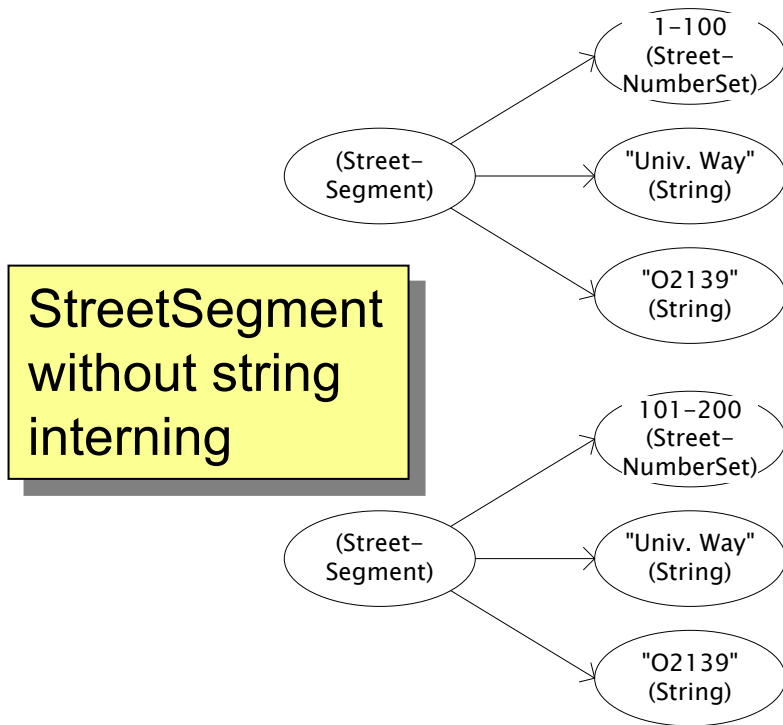 1–100
(Street–
NumberSet)
(Street–
Segment)
"Univ. Way"
(String)
"O2139"
(String)
StreetSegment
without string
interning
101–200
(Street–
NumberSet)
(Street–
Segment)
"Univ. Way"
(String)
"O2139"
(String)